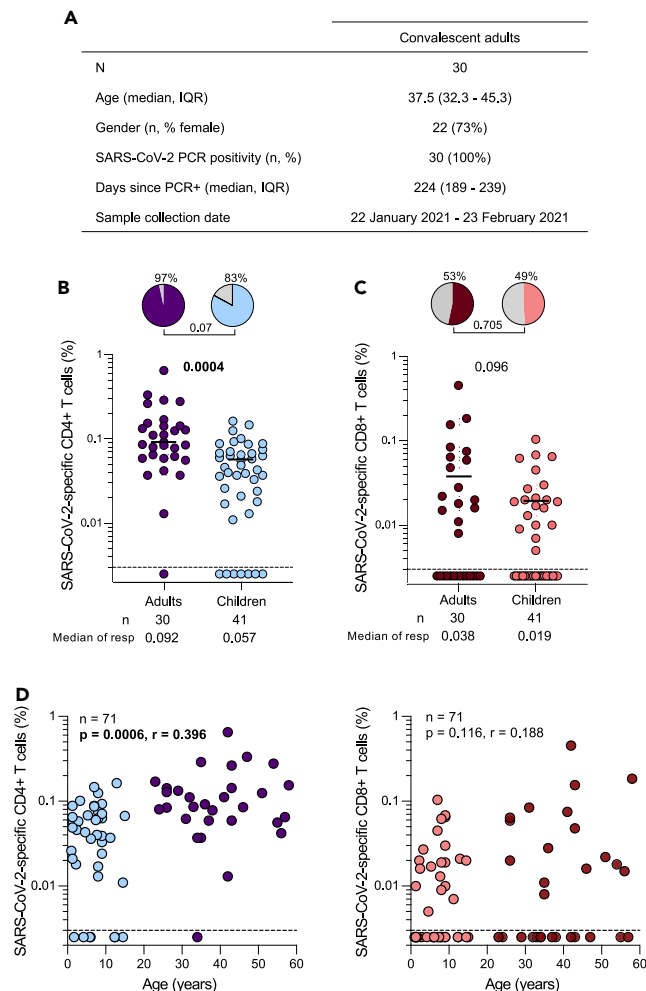 A
Convalescent adults
N 30
Age (median, IQR) 37.5 (32.3 - 45.3)
Gender (n, % female) 22 (73%)
SARS-CoV-2 PCR positivity (n, %) 30 (100%)
Days since PCR+ (median, IQR) 224 (189 - 239)
Sample collection date 22 January 2021 - 23 February 2021
B
97% 83%
0.07
0.0004
SARS-CoV-2-specific CD4+ T cells (%)
1
0.1
0.01
Adults Children
n 30 41
Median of resp 0.092 0.057
C
53% 49%
0.705
0.096
SARS-CoV-2-specific CD8+ T cells (%)
1
0.1
0.01
Adults Children
n 30 41
Median of resp 0.038 0.019
D
n = 71
p = 0.0006, r = 0.396
SARS-CoV-2-specific CD4+ T cells (%)
1
0.1
0.01
0 10 20 30 40 50 60
Age (years)
n = 71
p = 0.116, r = 0.188
SARS-CoV-2-specific CD8+ T cells (%)
1
0.1
0.01
0 10 20 30 40 50 60
Age (years)